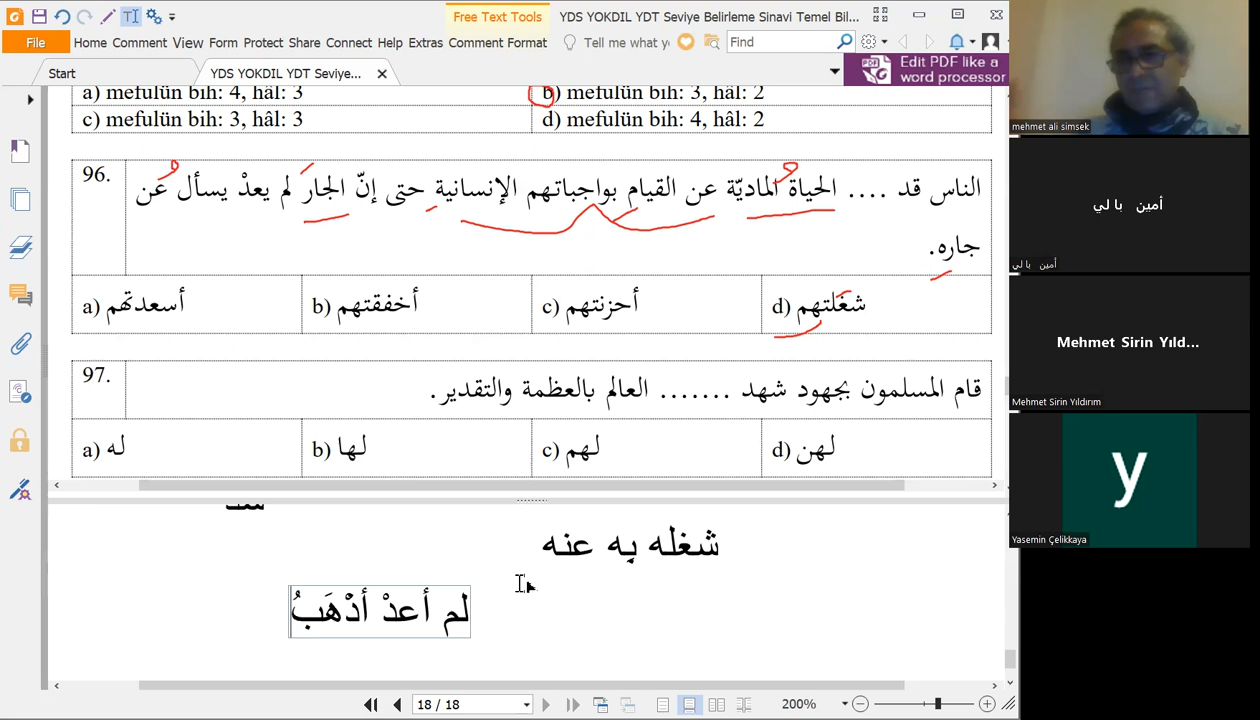 YDS YOKDIL YDT Seviye Belirleme Sinavi Temel Bil...
Free Text Tools
File Home Comment View Form Protect Share Connect Help Extras Comment Format
Tell me
Find
Start
YDS YOKDIL YDT Seviye...
Edit PDF like a
word processor
a) mefulün bih: 4, hâl: 3
b) mefulün bih: 3, hâl: 2
c) mefulün bih: 3, hâl: 3
d) mefulün bih: 4, hâl: 2
96.
الناس قد .... الحياة الماديّة عن القيام بواجباتهم الإنسانية حتى إنّ الجار لم يعدْ يسأل عن
جاره.
a) أسعدتهم
b) أخفقتهم
c) أحزنتهم
d) شغلتهم
97.
قام المسلمون بجهود شهد ....... العالم بالعظمة والتقدير.
a) له
b) لها
c) لهم
d) لهن
شغله به عنه
لم أعدْ أذْهَبُ
18 / 18
200%
mehmet ali simsek
أمين بالي
أمين بالي
Mehmet Sirin Yıld...
Mehmet Sirin Yıldırım
y
Yasemin Çelikkaya